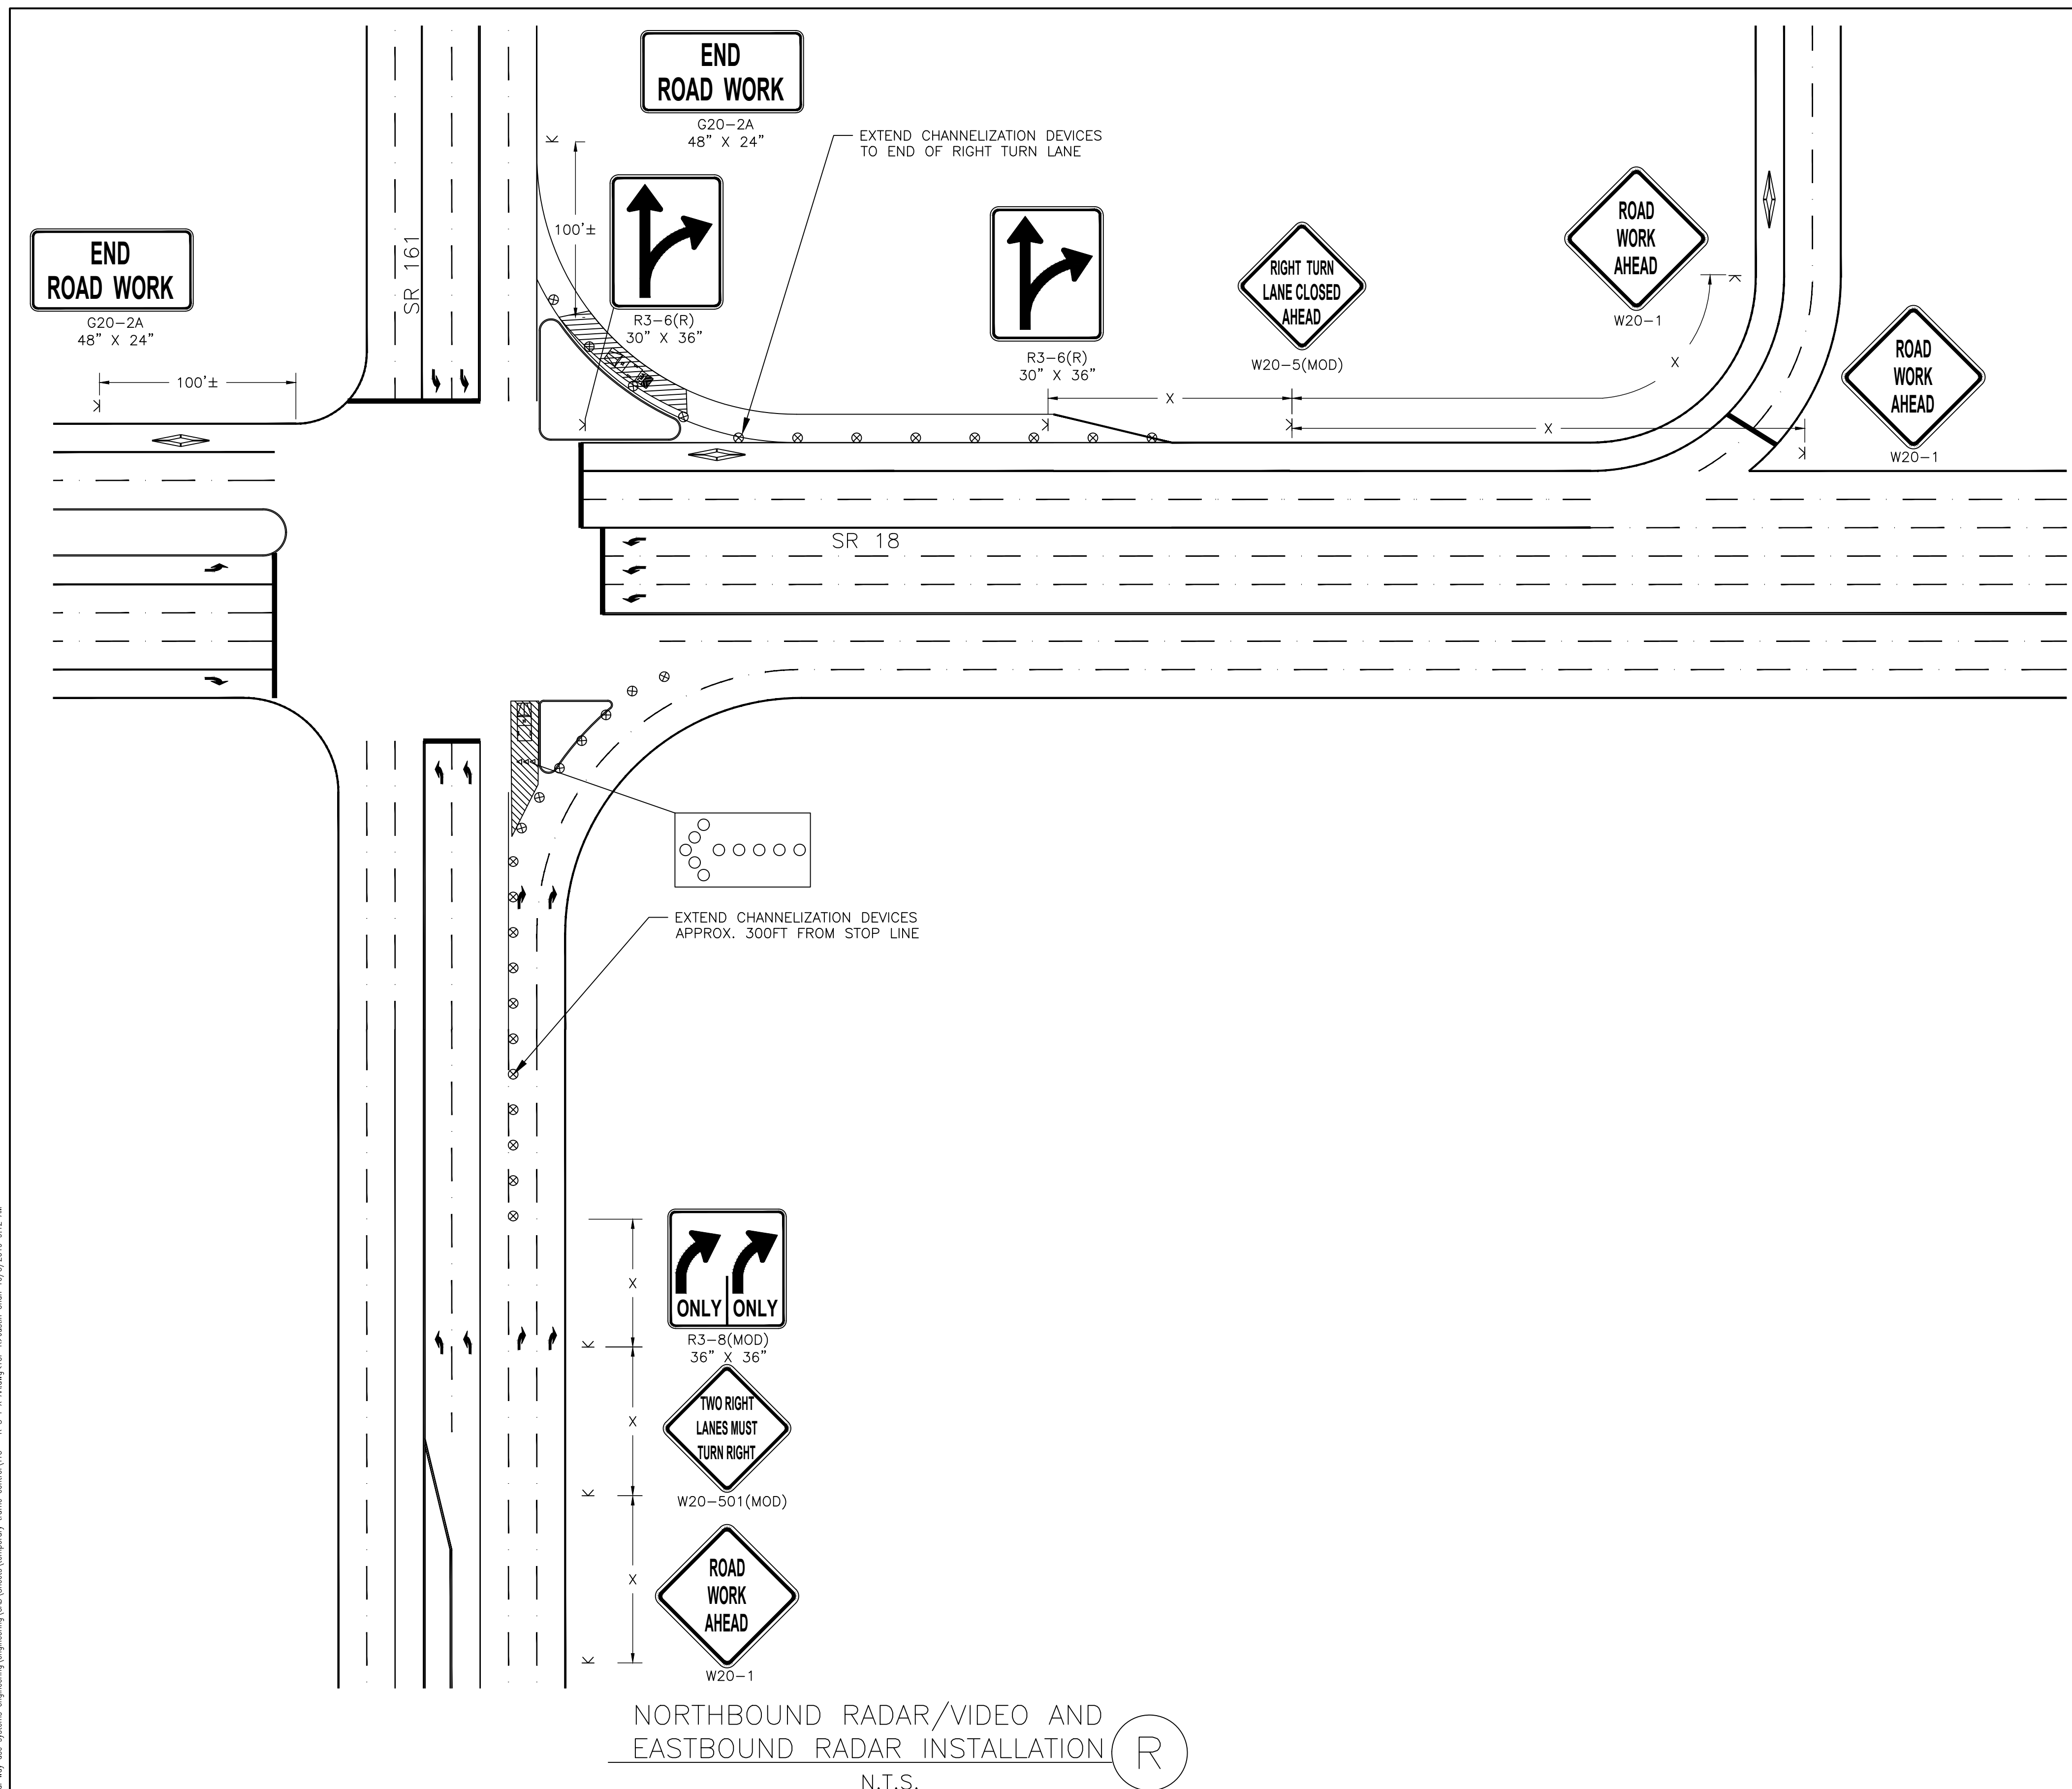 END
ROAD WORK
G20-2A
48" X 24"
EXTEND CHANNELIZATION DEVICES
TO END OF RIGHT TURN LANE
100'±
R3-6(R)
30" X 36"
R3-6(R)
30" X 36"
RIGHT TURN
LANE CLOSED
AHEAD
W20-5(MOD)
ROAD
WORK
AHEAD
W20-1
ROAD
WORK
AHEAD
W20-1
END
ROAD WORK
G20-2A
48" X 24"
100'±
SR 161
X
X
X
SR 18
EXTEND CHANNELIZATION DEVICES
APPROX. 300FT FROM STOP LINE
X
ONLY ONLY
R3-8(MOD)
36" X 36"
X
TWO RIGHT
LANES MUST
TURN RIGHT
W20-501(MOD)
X
ROAD
WORK
AHEAD
W20-1
NORTHBOUND RADAR/VIDEO AND
EASTBOUND RADAR INSTALLATION
R
N.T.S.